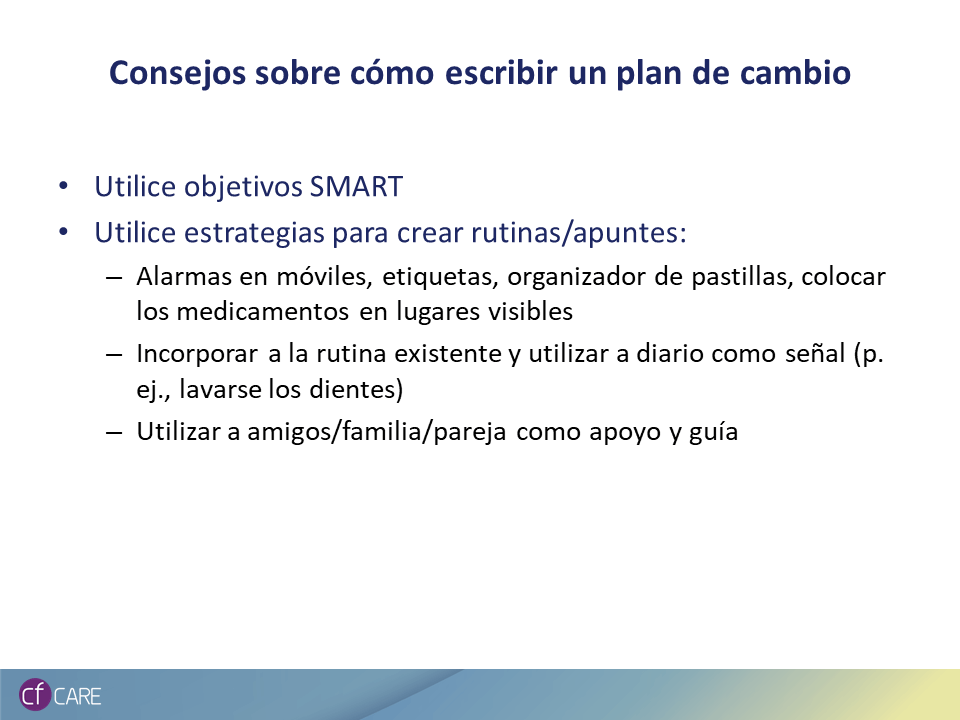 Consejos sobre cómo escribir un plan de cambio
• Utilice objetivos SMART
• Utilice estrategias para crear rutinas/apuntes:
– Alarmas en móviles, etiquetas, organizador de pastillas, colocar
los medicamentos en lugares visibles
– Incorporar a la rutina existente y utilizar a diario como señal (p.
ej., lavarse los dientes)
– Utilizar a amigos/familia/pareja como apoyo y guía
cf CARE